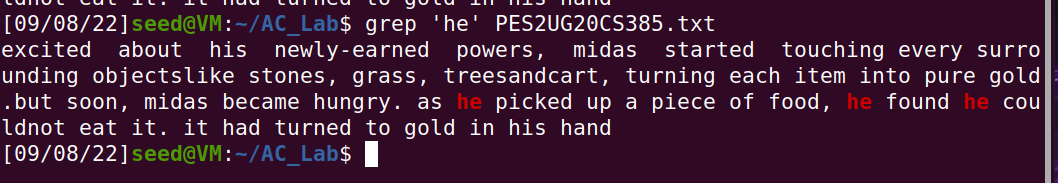 ldnot eat it. it had turned to gold in his hand
[09/08/22]seed@VM:~/AC_Lab$ grep 'he' PES2UG20CS385.txt
excited  about  his  newly-earned  powers,  midas  started  touching every surro
unding objectslike stones, grass, treesandcart, turning each item into pure gold
.but soon, midas became hungry. as he picked up a piece of food, he found he cou
ldnot eat it. it had turned to gold in his hand
[09/08/22]seed@VM:~/AC_Lab$